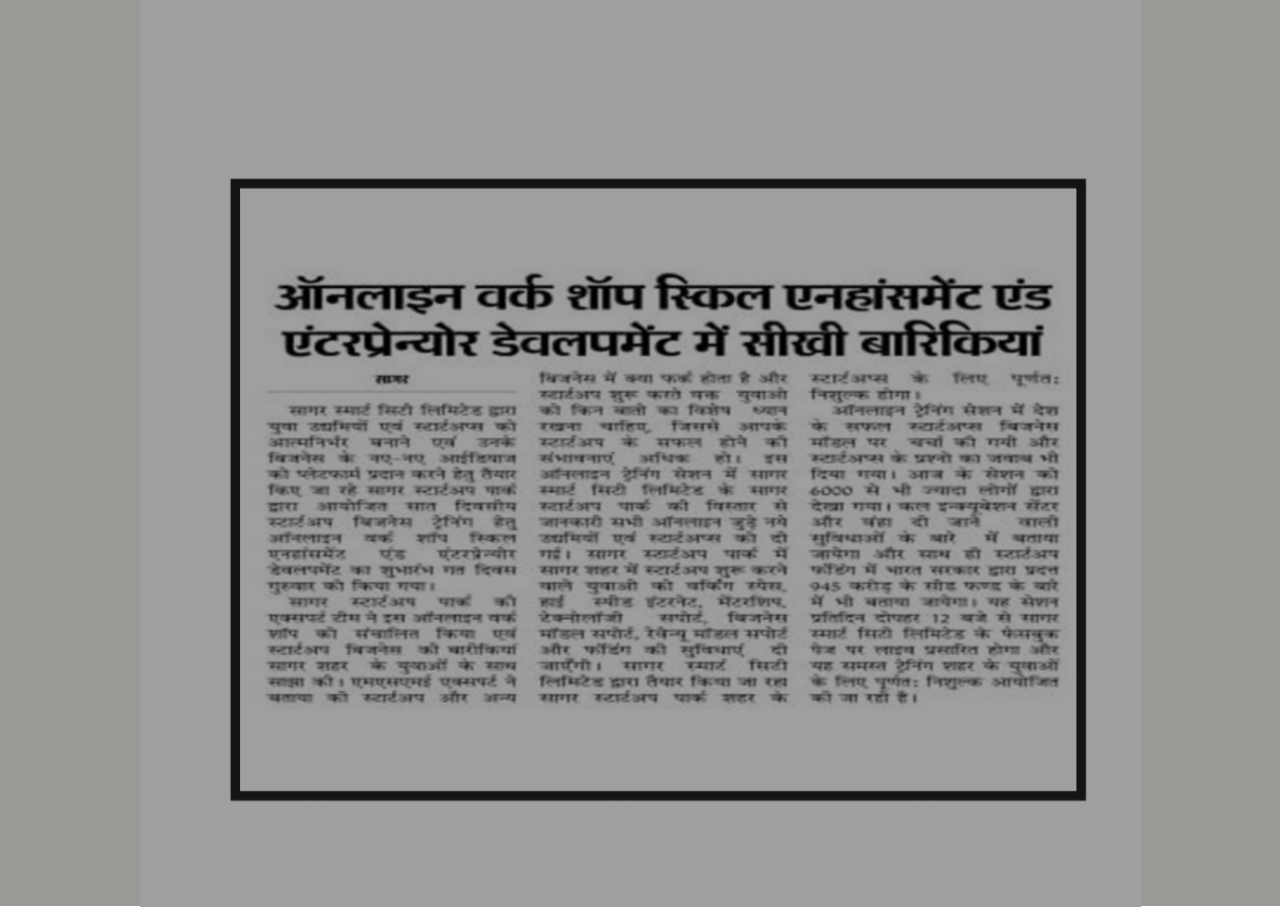 ऑनलाइन वर्क शॉप स्किल एनहांसमेंट एंड
एंटरप्रेन्योर डेवलपमेंट में सीखी बारिकियां
सागर
सागर स्मार्ट सिटी लिमिटेड द्वारा
युवा उद्यमियों एवं स्टार्टअप्स को
आत्मनिर्भर बनाने एवं उनके
बिजनेस के नए-नए आईडियाज
को प्लेटफार्म प्रदान करने हेतु तैयार
किए जा रहे सागर स्टार्टअप पार्क
द्वारा आयोजित सात दिवसीय
स्टार्टअप बिजनेस ट्रेनिंग हेतु
ऑनलाइन वर्क शॉप स्किल
एनहांसमेंट एंड एंटरप्रेन्योर
डेवलपमेंट का शुभारंभ गत दिवस
गुरुवार को किया गया।
सागर स्टार्टअप पार्क की
एक्सपर्ट टीम ने इस ऑनलाइन वर्क
शॉप को संचालित किया एवं
स्टार्टअप बिजनेस की बारीकियां
सागर शहर के युवाओं के साथ
साझा की। एमएसएमई एक्सपर्ट ने
बताया की स्टार्टअप और अन्य
बिजनेस में क्या फर्क होता है और
स्टार्टअप शुरू करते वक्त युवाओ
को किन बातो का विशेष ध्यान
रखना चाहिए, जिससे आपके
स्टार्टअप के सफल होने की
संभावनाएं अधिक हो। इस
ऑनलाइन ट्रेनिंग सेशन में सागर
स्मार्ट सिटी लिमिटेड के सागर
स्टार्टअप पार्क की विस्तार से
जानकारी सभी ऑनलाइन जुड़े नये
उद्यमियों एवं स्टार्टअप्स को दी
गई। सागर स्टार्टअप पार्क में
सागर शहर में स्टार्टअप शुरू करने
वाले युवाओं को वर्किंग स्पेस,
हाई स्पीड इंटरनेट, मेंटरशिप,
टेक्नोलॉजी सपोर्ट, बिजनेस
मॉडल सपोर्ट, रेवेन्यू मॉडल सपोर्ट
और फंडिंग की सुविधाएं दी
जाएँगी। सागर स्मार्ट सिटी
लिमिटेड द्वारा तैयार किया जा रहा
सागर स्टार्टअप पार्क शहर के
स्टार्टअप्स के लिए पूर्णत:
निशुल्क होगा।
ऑनलाइन ट्रेनिंग सेशन में देश
के सफल स्टार्टअप्स बिजनेस
मॉडल पर चर्चा की गयी और
स्टार्टअप्स के प्रश्नो का जवाब भी
दिया गया। आज के सेशन को
6000 से भी ज्यादा लोगों द्वारा
देखा गया। कल इन्क्यूबेशन सेंटर
और वंहा दी जाने वाली
सुविधाओं के बारे में बताया
जायेगा और साथ ही स्टार्टअप
फंडिंग में भारत सरकार द्वारा प्रदत्त
945 करोड़ के सीड फण्ड के बारे
में भी बताया जायेगा। यह सेशन
प्रतिदिन दोपहर 12 बजे से सागर
स्मार्ट सिटी लिमिटेड के फेसबुक
पेज पर लाइव प्रसारित होगा और
यह समस्त ट्रेनिंग शहर के युवाओं
के लिए पूर्णत: निशुल्क आयोजित
की जा रही है।